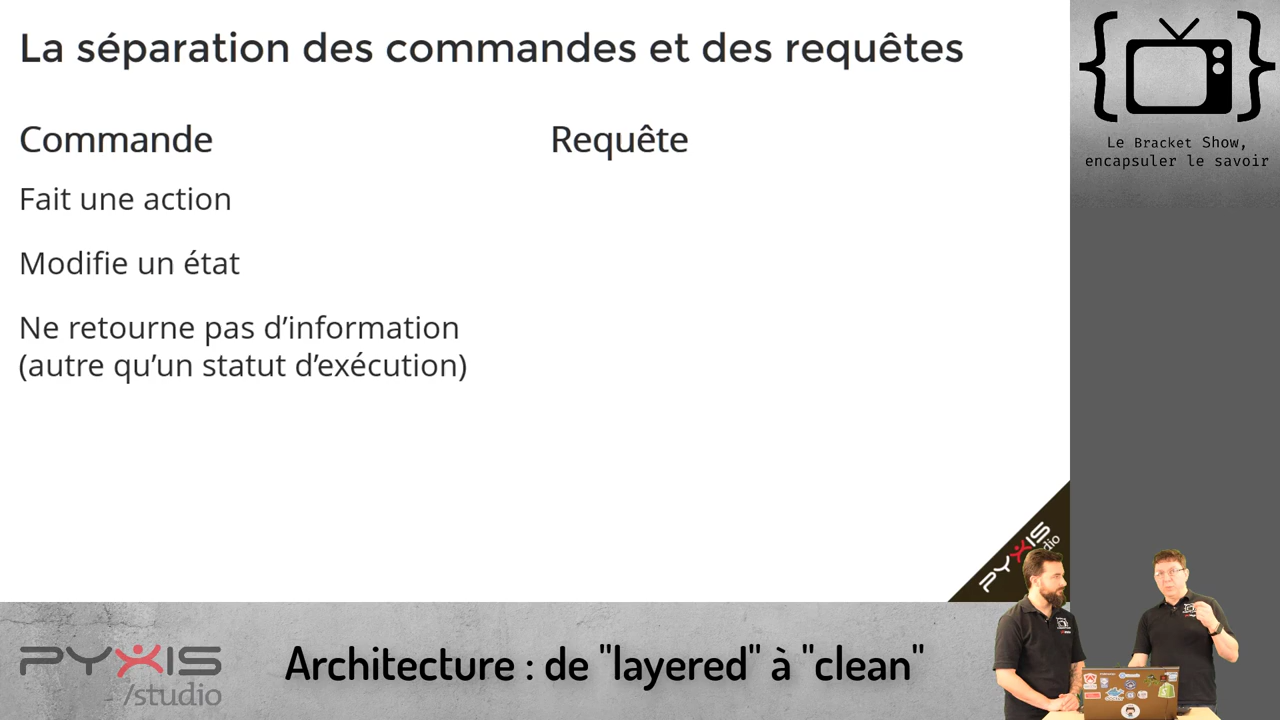 La séparation des commandes et des requêtes
Commande
Requête
Fait une action
Modifie un état
Ne retourne pas d’information
(autre qu’un statut d’exécution)
Le Bracket Show,
encapsuler le savoir
PYXIS
PYXIS
/studio
Architecture : de "layered" à "clean"